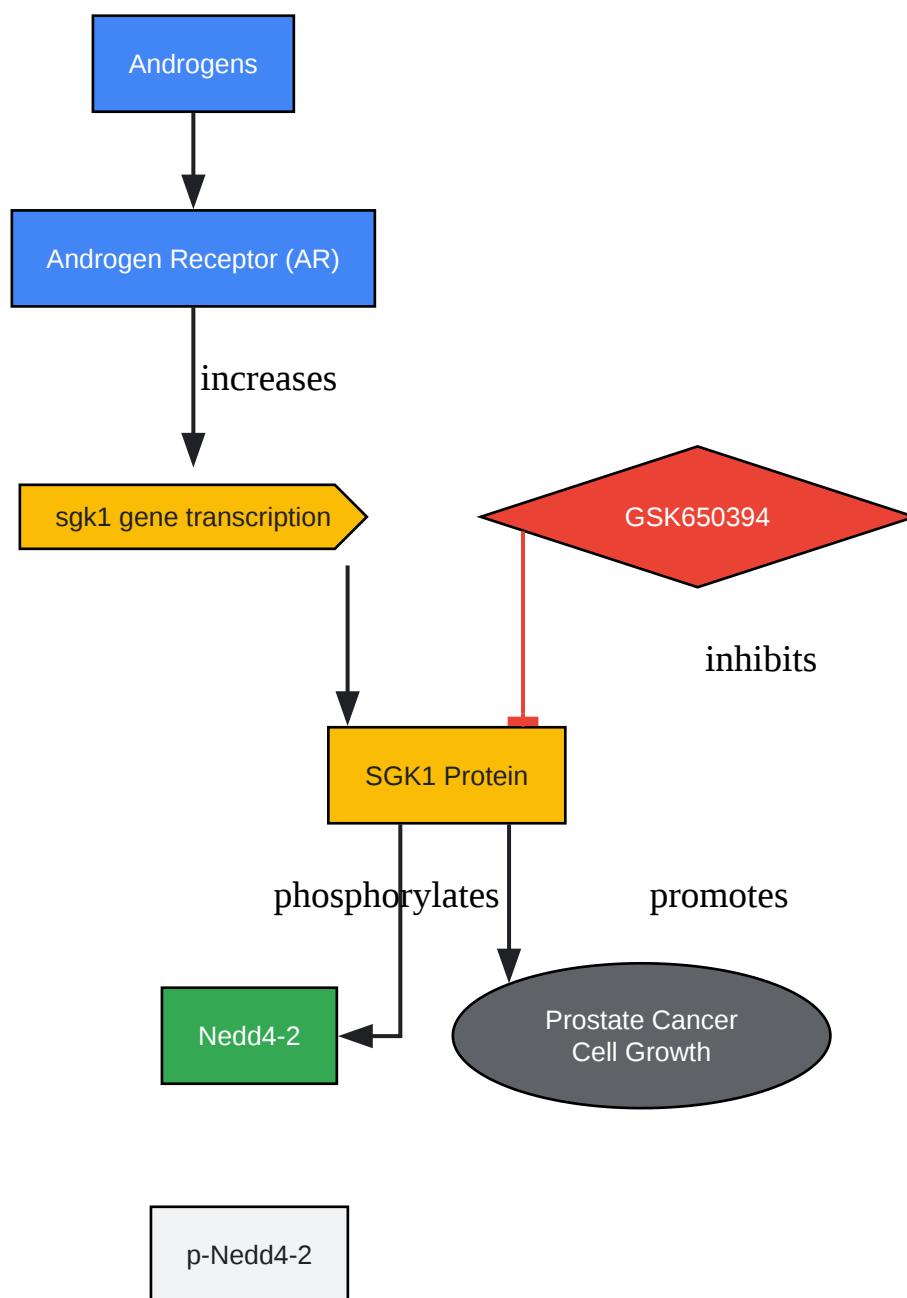 Androgens
Androgen Receptor (AR)
increases
sgk1 gene transcription
GSK650394
inhibits
SGK1 Protein
phosphorylates
promotes
Nedd4-2
Prostate Cancer
Cell Growth
p-Nedd4-2